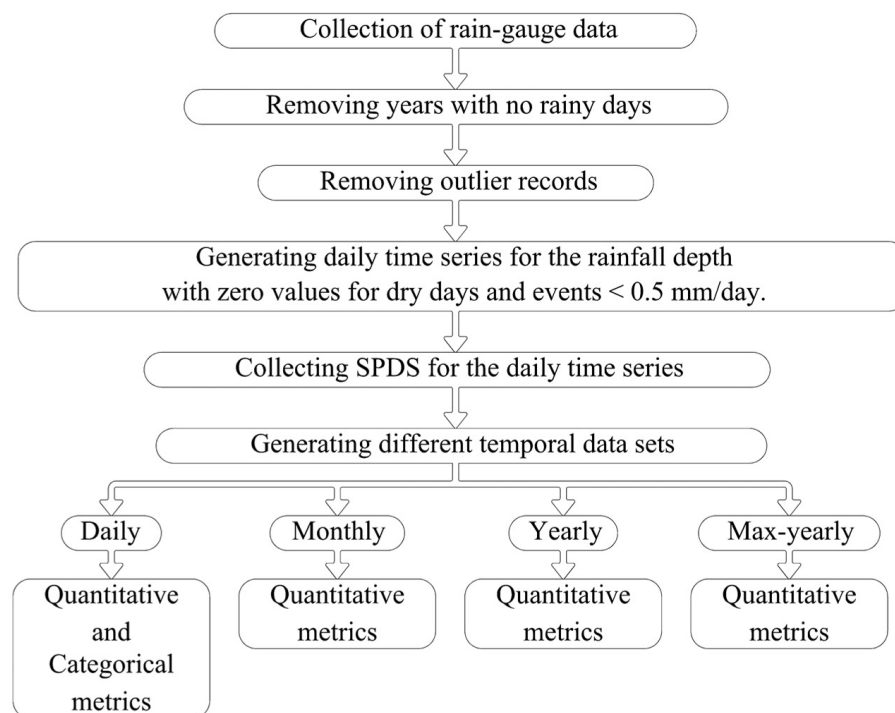 Collection of rain-gauge data
Removing years with no rainy days
Removing outlier records
Generating daily time series for the rainfall depth
with zero values for dry days and events < 0.5 mm/day.
Collecting SPDS for the daily time series
Generating different temporal data sets
Daily
Monthly
Yearly
Max-yearly
Quantitative
and
Categorical
metrics
Quantitative
metrics
Quantitative
metrics
Quantitative
metrics